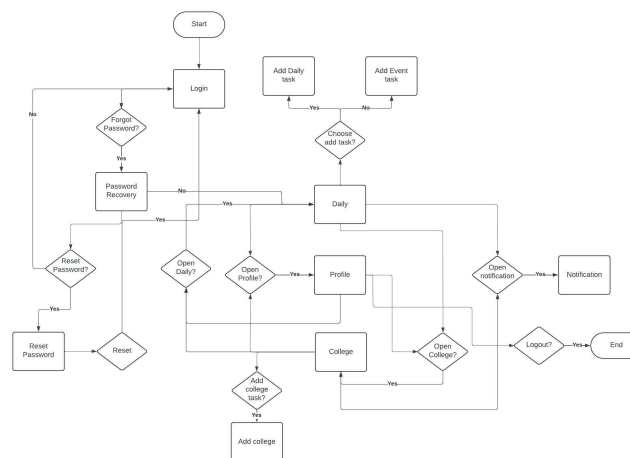 Start
Login
Add Daily
task
Add Event
task
No
Forgot
Password?
Yes
No
Choose
add task?
Yes
Password
Recovery
No
Yes
Daily
Yes
Reset
Password?
Open
Daily?
Open
Profile?
Yes
Profile
Open
notification
Yes
Notification
Yes
Reset
Password
Reset
College
Open
College?
Logout?
Yes
End
Add
college
task?
Yes
Yes
Add college